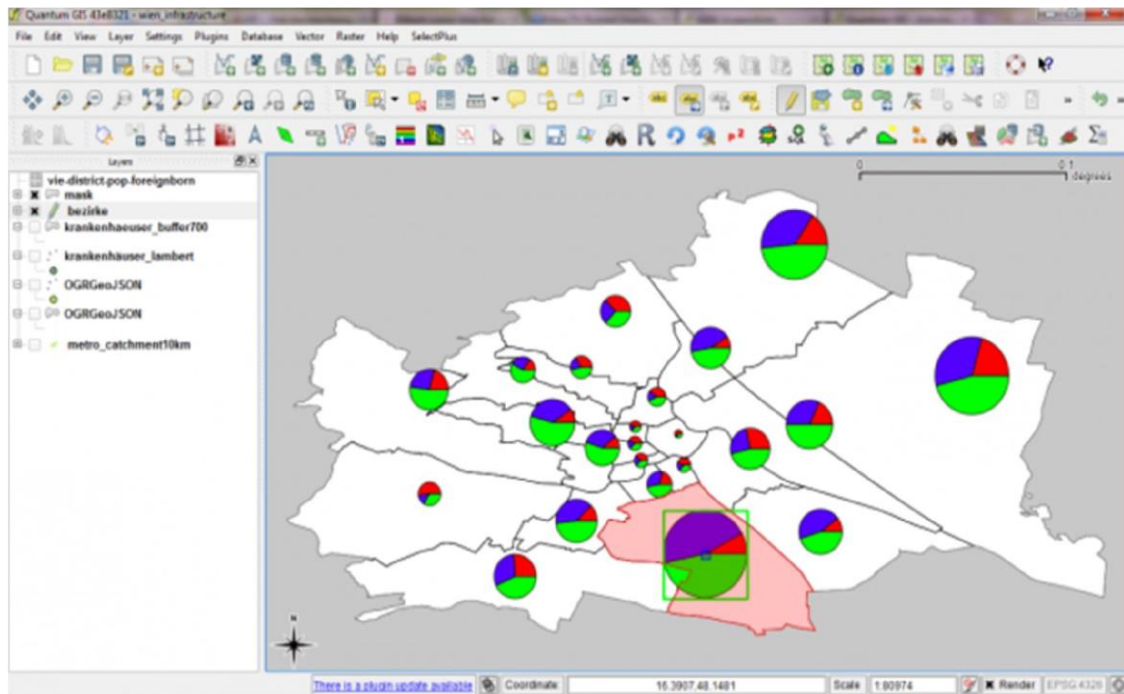 Quantum GIS 43e8321 - wien_infrastructure
File Edit View Layer Settings Plugins Database Vector Raster Help SelectPlus
Layers
vie-district-pop-foreignborn
mask
bezirke
krankenhaeuser_buffer700
krankenhäuser_lambert
OGRGeoJSON
OGRGeoJSON
metro_catchment10km
0 0.1
degrees
N
There is a plugin update available Coordinate: 16.3907,48.1481 Scale 1:80974 Render EPSG:4326